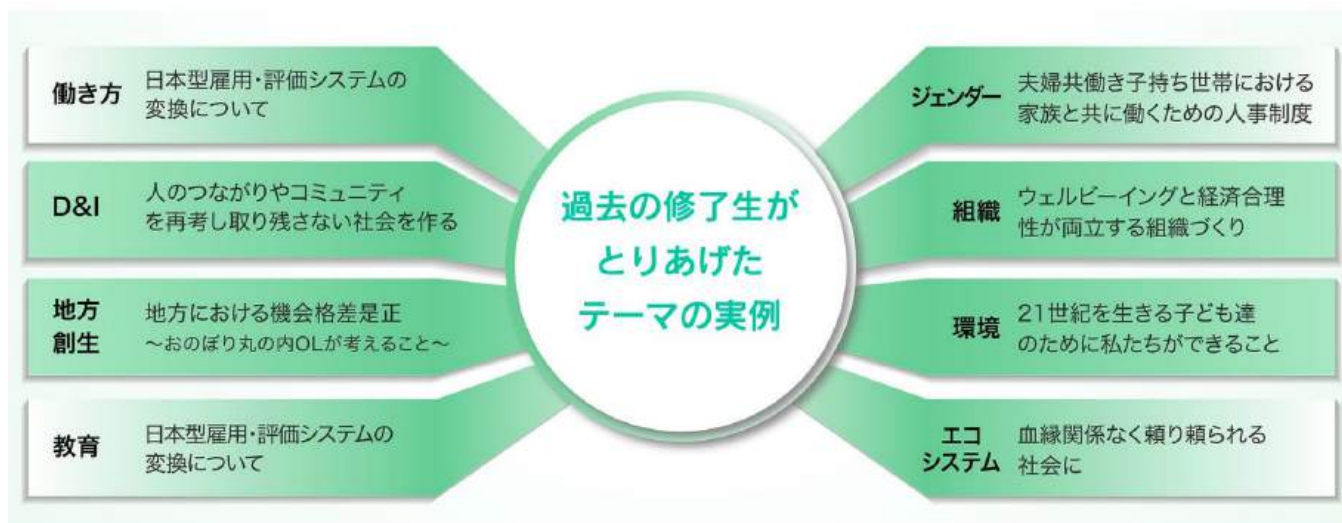 働き方
日本型雇用・評価システムの
変換について
D&I
人のつながりやコミュニティ
を再考し取り残さない社会を作る
地方
創生
地方における機会格差是正
～おのぼり丸の内OLが考えること～
教育
日本型雇用・評価システムの
変換について
過去の修了生が
とりあげた
テーマの実例
ジェンダー
夫婦共働き子持ち世帯における
家族と共に働くための人事制度
組織
ウェルビーイングと経済合理
性が両立する組織づくり
環境
21世紀を生きる子ども達
のために私たちができること
エコ
システム
血縁関係なく頼り頼られる
社会に